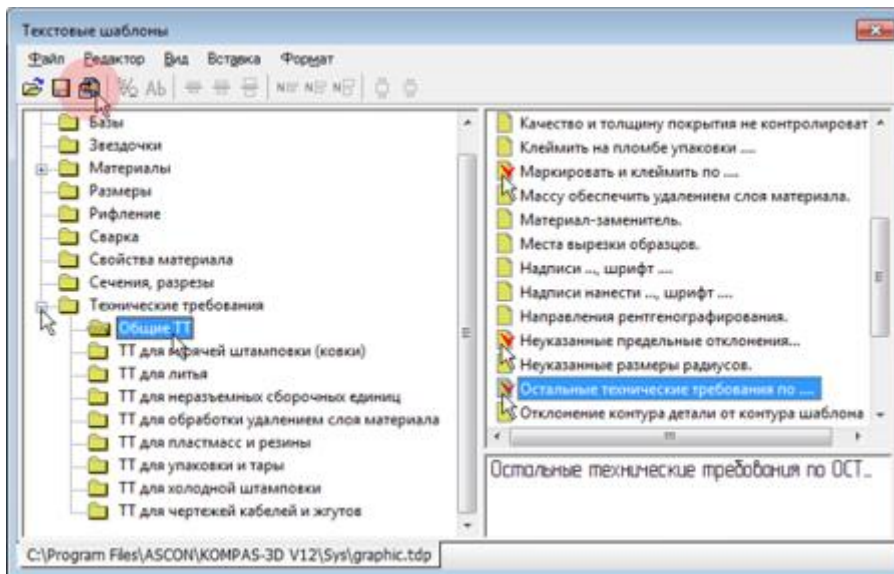 Текстовые шаблоны
Файл Редактор Вид Вставка Формат
Ab
Базы
Звездочки
Материалы
Размеры
Рифление
Сварка
Свойства материала
Сечения, разрезы
Технические требования
Общие ТТ
ТТ для горячей штамповки (ковки)
ТТ для литья
ТТ для неразъемных сборочных единиц
ТТ для обработки удалением слоя материала
ТТ для пластмасс и резины
ТТ для упаковки и тары
ТТ для холодной штамповки
ТТ для чертежей кабелей и жгутов
Качество и толщину покрытия не контролироват
Клеймить на пломбе упаковки ....
Маркировать и клеймить по ....
Массу обеспечить удалением слоя материала.
Материал-заменитель.
Места вырезки образцов.
Надписи ..., шрифт ....
Надписи нанести ..., шрифт ....
Направления рентгенографирования.
Неуказанные предельные отклонения...
Неуказанные размеры радиусов.
Остальные технические требования по ....
Отклонение контура детали от контура шаблона
Остальные технические требования по ОСТ...
C:\Program Files\ASCON\KOMPAS-3D V12\Sys\graphic.tdp